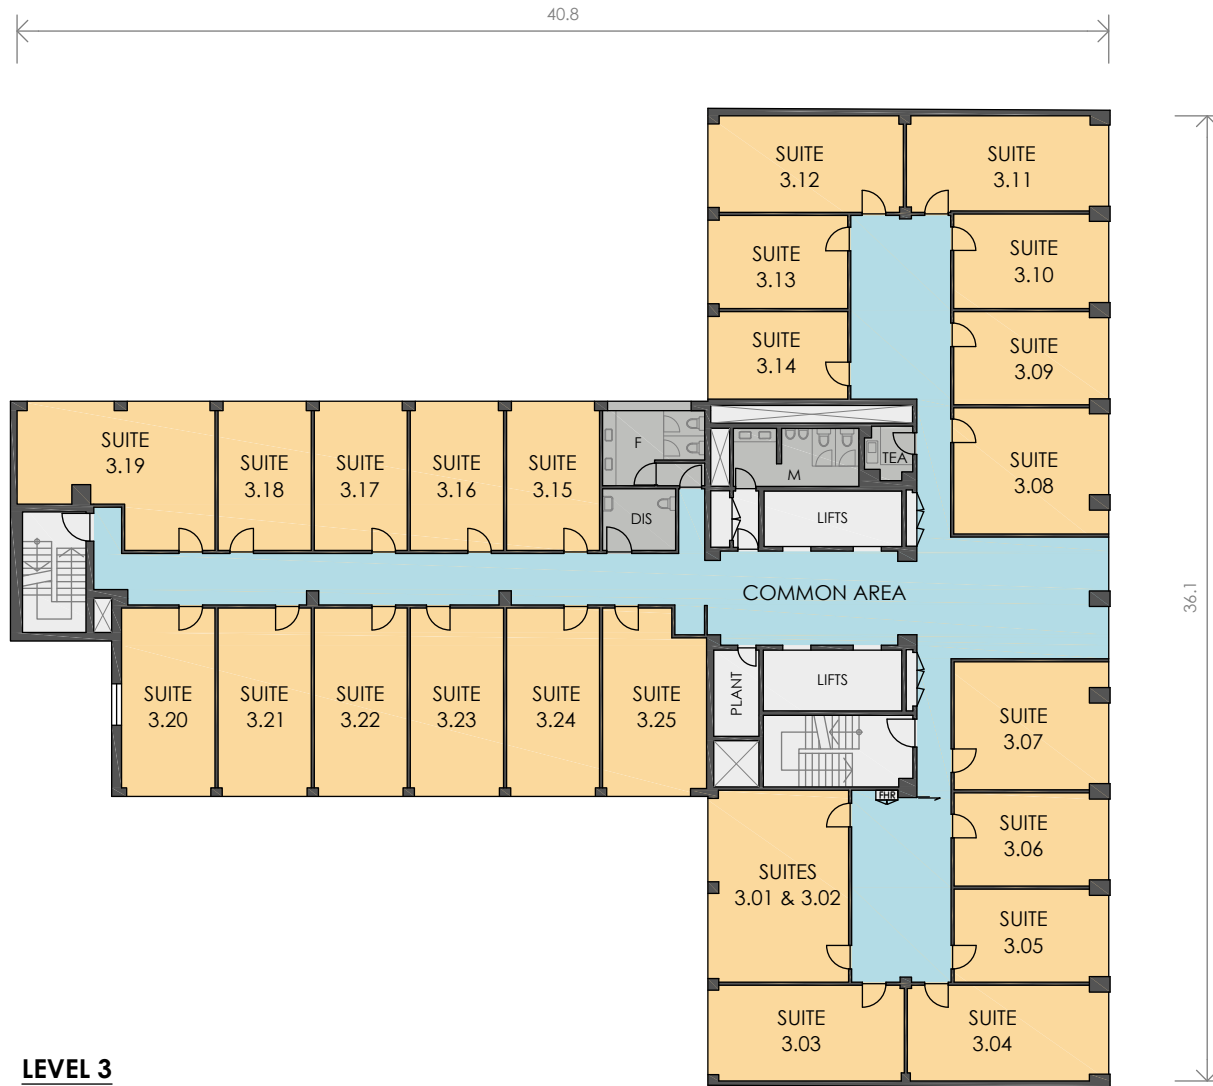 40.8
SUITE
3.12
SUITE
3.11
SUITE
3.13
SUITE
3.10
SUITE
3.14
SUITE
3.09
SUITE
3.19
SUITE
3.18
SUITE
3.17
SUITE
3.16
SUITE
3.15
F
M
TEA
SUITE
3.08
DIS
LIFTS
COMMON AREA
36.1
SUITE
3.20
SUITE
3.21
SUITE
3.22
SUITE
3.23
SUITE
3.24
SUITE
3.25
PLANT
LIFTS
SUITE
3.07
FHR
SUITE
3.06
SUITES
3.01 & 3.02
SUITE
3.05
SUITE
3.03
SUITE
3.04
LEVEL 3